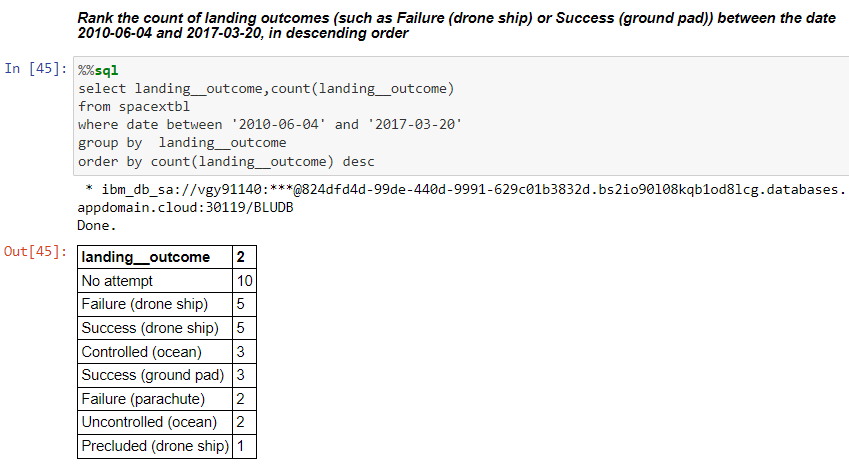 Rank the count of landing outcomes (such as Failure (drone ship) or Success (ground pad)) between the date
2010-06-04 and 2017-03-20, in descending order
In [45]: %%sql
select landing__outcome,count(landing__outcome)
from spacextbl
where date between '2010-06-04' and '2017-03-20'
group by  landing__outcome
order by count(landing__outcome) desc
* ibm_db_sa://vgy91140:***@824dfd4d-99de-440d-9991-629c01b3832d.bs2io90l08kqb1od8lcg.databases.
appdomain.cloud:30119/BLUDB
Done.
Out[45]: landing__outcome 2
No attempt 10
Failure (drone ship) 5
Success (drone ship) 5
Controlled (ocean) 3
Success (ground pad) 3
Failure (parachute) 2
Uncontrolled (ocean) 2
Precluded (drone ship) 1